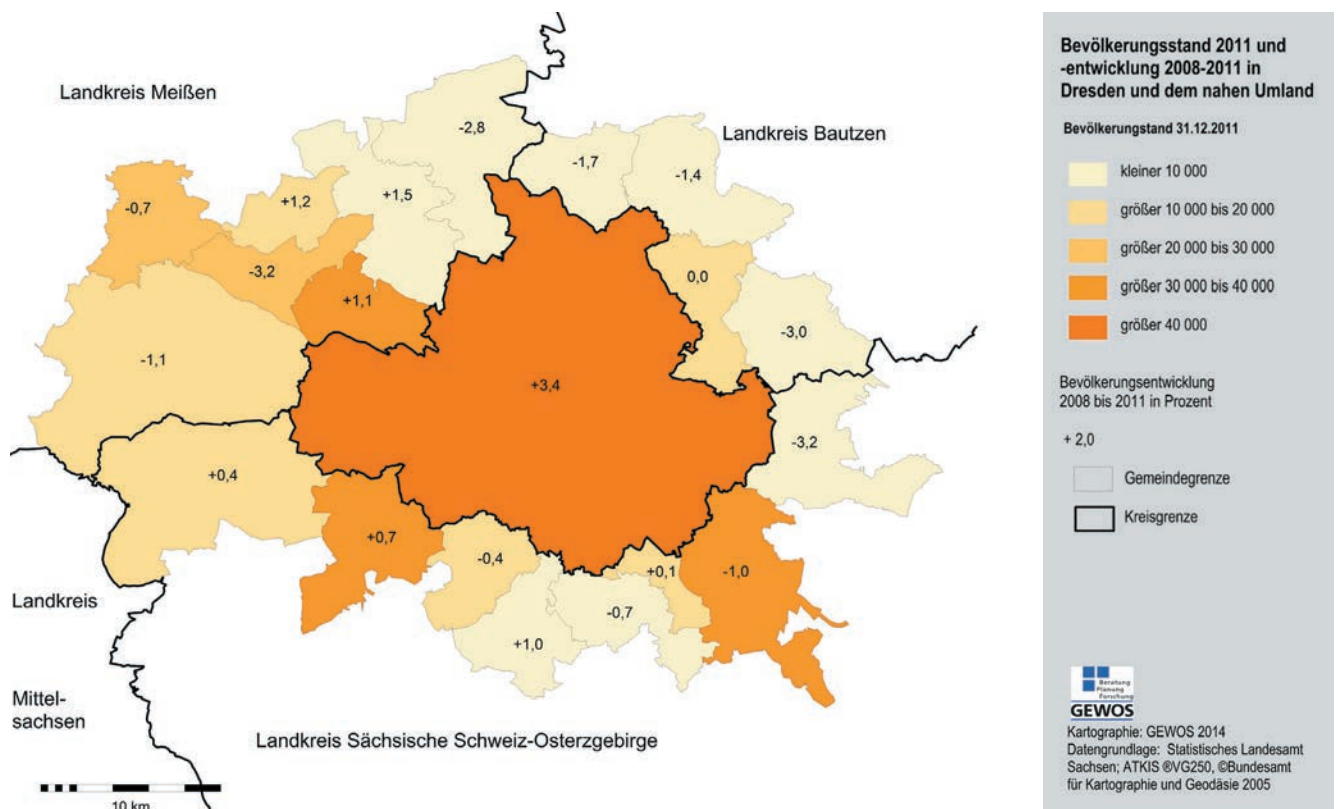 Landkreis Meißen
Landkreis Bautzen
-2,8
-1,7
-1,4
-0,7
+1,2
+1,5
-3,2
0,0
+1,1
-3,0
-1,1
+3,4
-3,2
+0,4
+0,7
-0,4
+0,1
-1,0
-0,7
+1,0
Landkreis
Mittel-
sachsen
Landkreis Sächsische Schweiz-Osterzgebirge
10 km
Bevölkerungsstand 2011 und
-entwicklung 2008-2011 in
Dresden und dem nahen Umland
Bevölkerungstand 31.12.2011
kleiner 10 000
größer 10 000 bis 20 000
größer 20 000 bis 30 000
größer 30 000 bis 40 000
größer 40 000
Bevölkerungsentwicklung
2008 bis 2011 in Prozent
+ 2,0
Gemeindegrenze
Kreisgrenze
Beratung
Planung
Forschung
GEWOS
Kartographie: GEWOS 2014
Datengrundlage: Statistisches Landesamt
Sachsen; ATKIS ®VG250, ©Bundesamt
für Kartographie und Geodäsie 2005